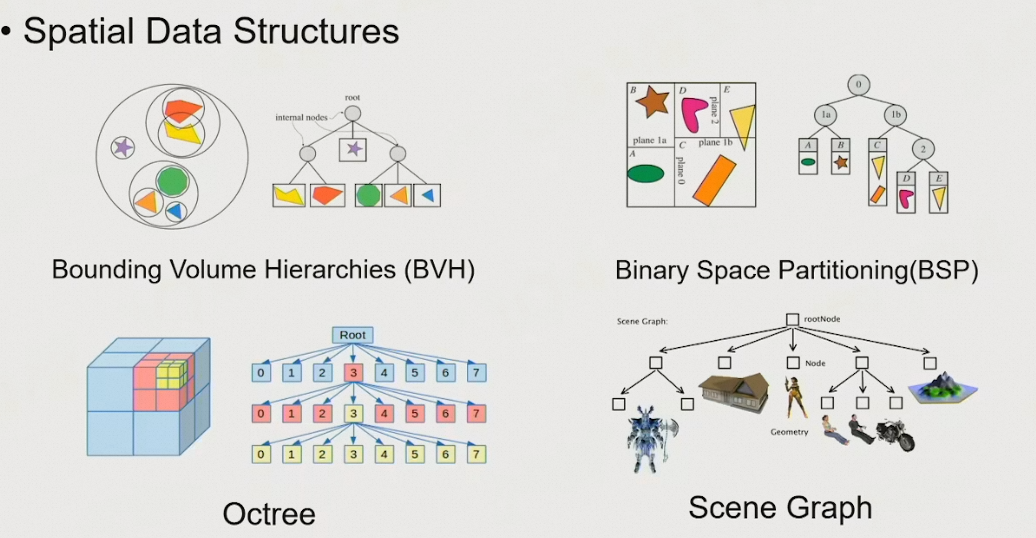 • Spatial Data Structures
root
internal nodes
Bounding Volume Hierarchies (BVH)
B
D
E
plane 2
plane 1a
C
plane 1b
A
plane 0
0
1a
1b
A
B
C
2
D
E
Binary Space Partitioning(BSP)
Root
0 1 2 3 4 5 6 7
0 1 2 3 4 5 6 7
0 1 2 3 4 5 6 7
Octree
Scene Graph:
rootNode
Node
Geometry
Scene Graph